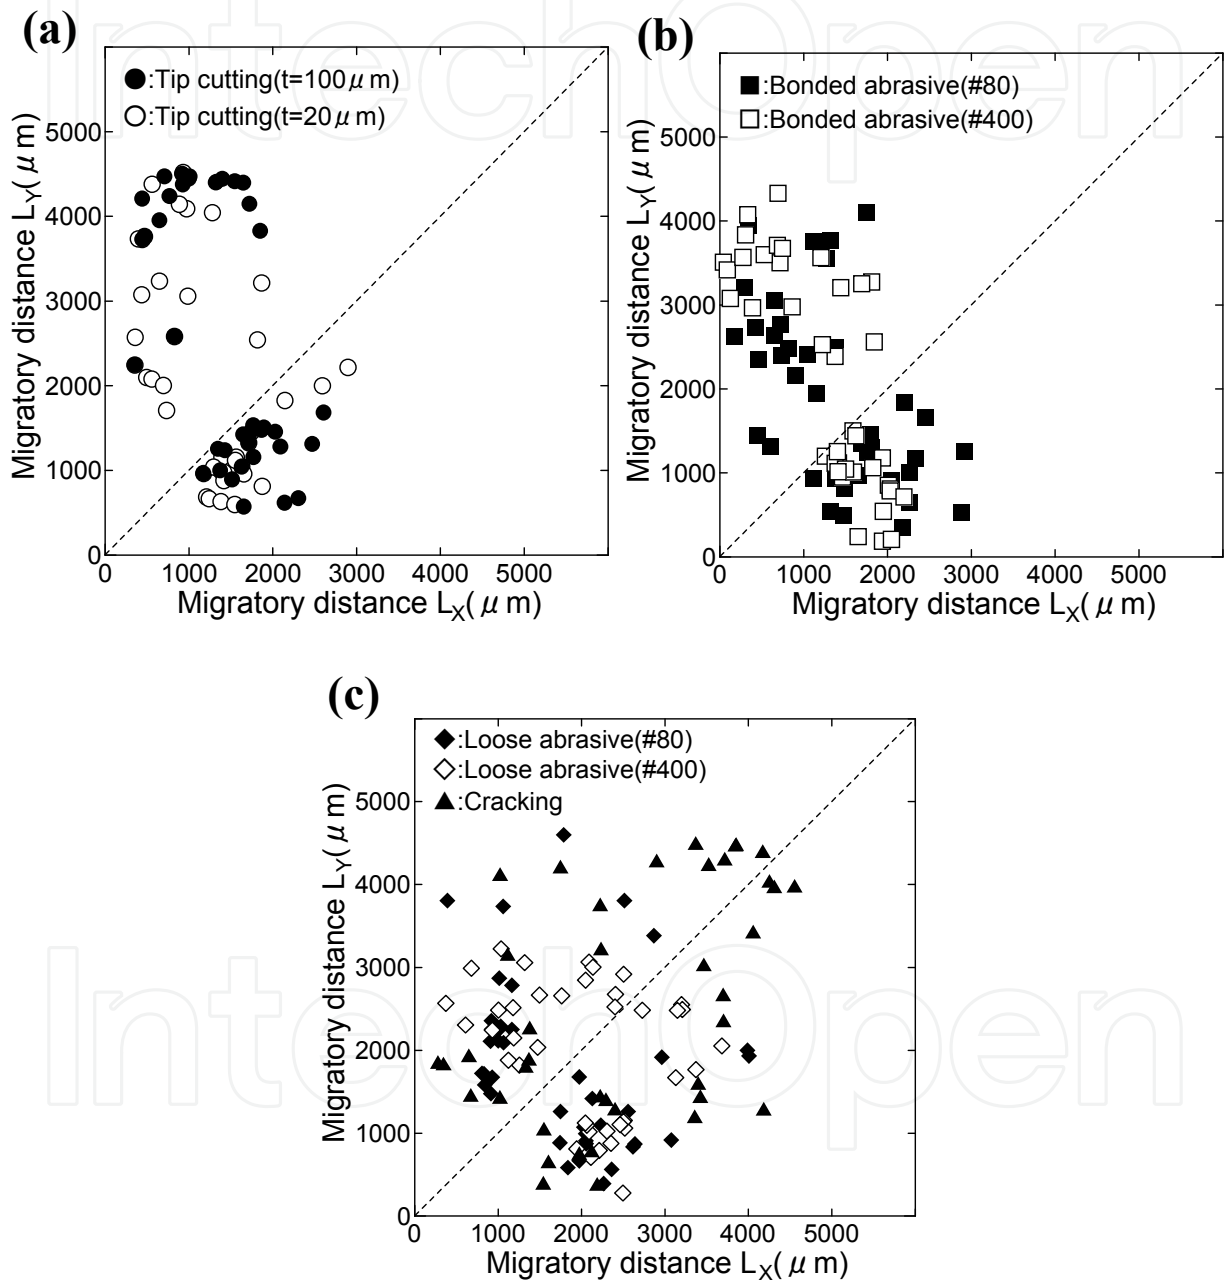 IntechOpen
(a)
●:Tip cutting(t=100μm)
○:Tip cutting(t=20μm)
5000
4000
3000
2000
1000
0
0 1000 2000 3000 4000 5000
Migratory distance L_Y(μm)
Migratory distance L_X(μm)
(b)
■:Bonded abrasive(#80)
□:Bonded abrasive(#400)
5000
4000
3000
2000
1000
0
0 1000 2000 3000 4000 5000
Migratory distance L_Y(μm)
Migratory distance L_X(μm)
(c)
◆:Loose abrasive(#80)
◇:Loose abrasive(#400)
▲:Cracking
5000
4000
3000
2000
1000
0
0 1000 2000 3000 4000 5000
Migratory distance L_Y(μm)
Migratory distance L_X(μm)
IntechOpen